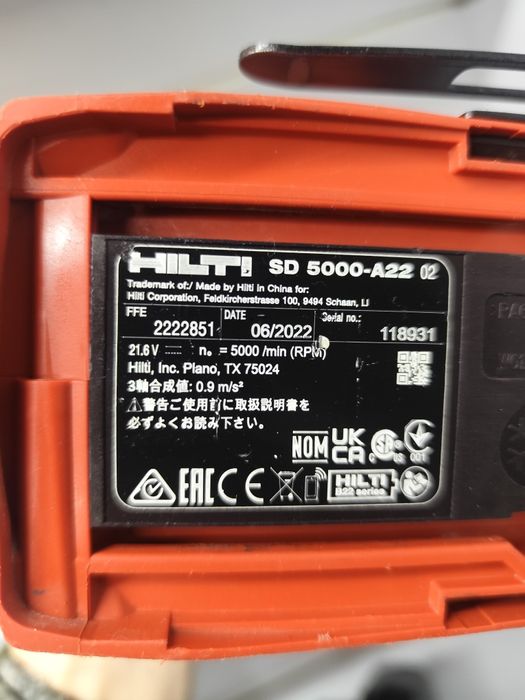 HILTI SD 5000-A22 02
Trademark of:/ Made by Hilti in China for:
Hilti Corporation, Feldkircherstrasse 100, 9494 Schaan, LI
FFE DATE Serial no.:
2222851 06/2022 118931
21.6 V n₀ = 5000 /min (RPM)
Hilti, Inc. Plano, TX 75024
3軸合成値: 0.9 m/s²
⚠警告ご使用前に取扱説明書を
必ずよくお読み下さい。
NOM UK CA 001
EAC CE HILTI
B22 series